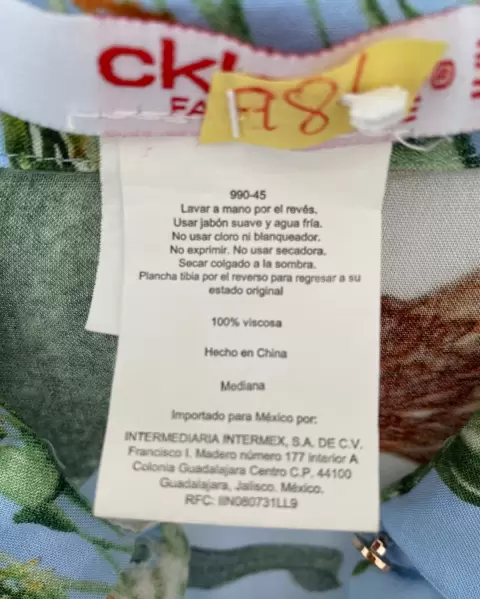 ck
FA
198
990-45
Lavar a mano por el revés.
Usar jabón suave y agua fría.
No usar cloro ni blanqueador.
No exprimir. No usar secadora.
Secar colgado a la sombra.
Plancha tibia por el reverso para regresar a su
estado original
100% viscosa
Hecho en China
Mediana
Importado para México por:
INTERMEDIARIA INTERMEX, S.A. DE C.V.
Francisco I. Madero número 177 Interior A
Colonia Guadalajara Centro C.P. 44100
Guadalajara, Jalisco. México.
RFC: IIN080731LL9